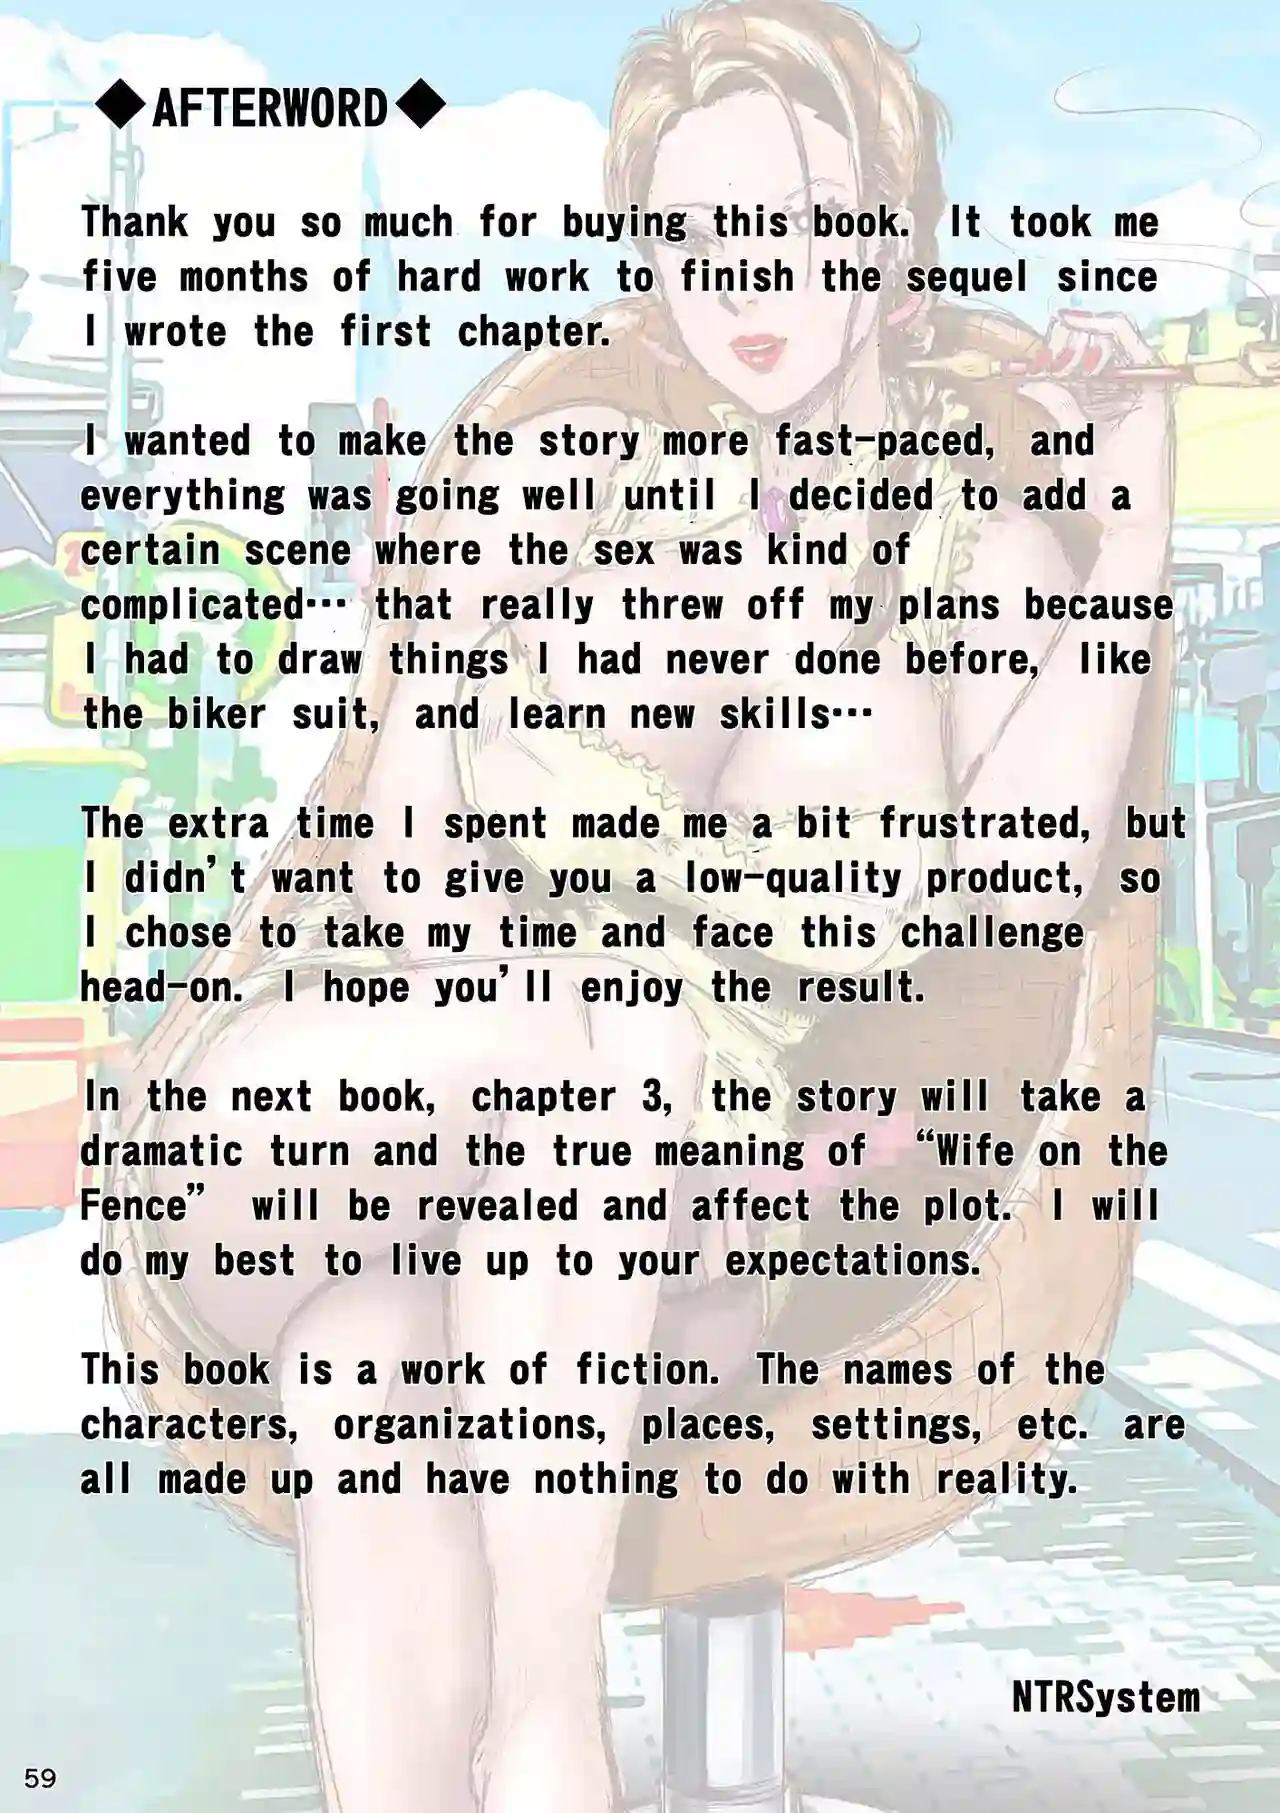 ◆AFTERWORD◆
Thank you so much for buying this book. It took me
five months of hard work to finish the sequel since
I wrote the first chapter.
I wanted to make the story more fast-paced, and
everything was going well until I decided to add a
certain scene where the sex was kind of
complicated… that really threw off my plans because
I had to draw things I had never done before, like
the biker suit, and learn new skills…
The extra time I spent made me a bit frustrated, but
I didn't want to give you a low-quality product, so
I chose to take my time and face this challenge
head-on. I hope you'll enjoy the result.
In the next book, chapter 3, the story will take a
dramatic turn and the true meaning of “Wife on the
Fence” will be revealed and affect the plot. I will
do my best to live up to your expectations.
This book is a work of fiction. The names of the
characters, organizations, places, settings, etc. are
all made up and have nothing to do with reality.
NTRSystem
59